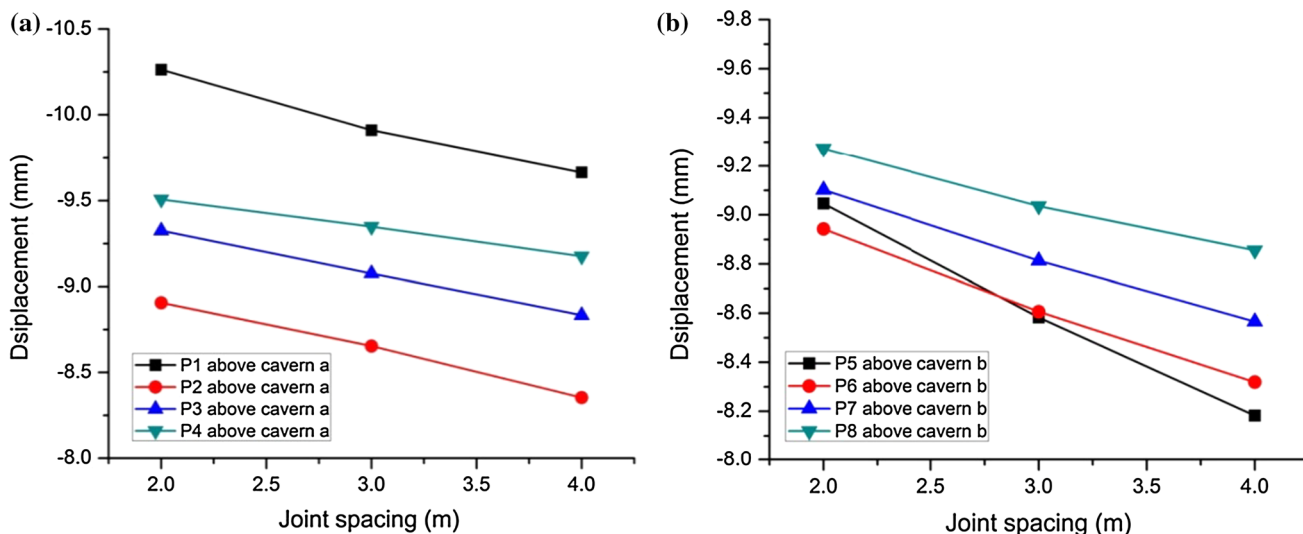 (a)
-10.5
-10.0
-9.5
-9.0
-8.5
-8.0
Dsiplacement (mm)
P1 above cavern a
P2 above cavern a
P3 above cavern a
P4 above cavern a
2.0 2.5 3.0 3.5 4.0
Joint spacing (m)
(b)
-9.8
-9.6
-9.4
-9.2
-9.0
-8.8
-8.6
-8.4
-8.2
-8.0
Dsiplacement (mm)
P5 above cavern b
P6 above cavern b
P7 above cavern b
P8 above cavern b
2.0 2.5 3.0 3.5 4.0
Joint spacing (m)